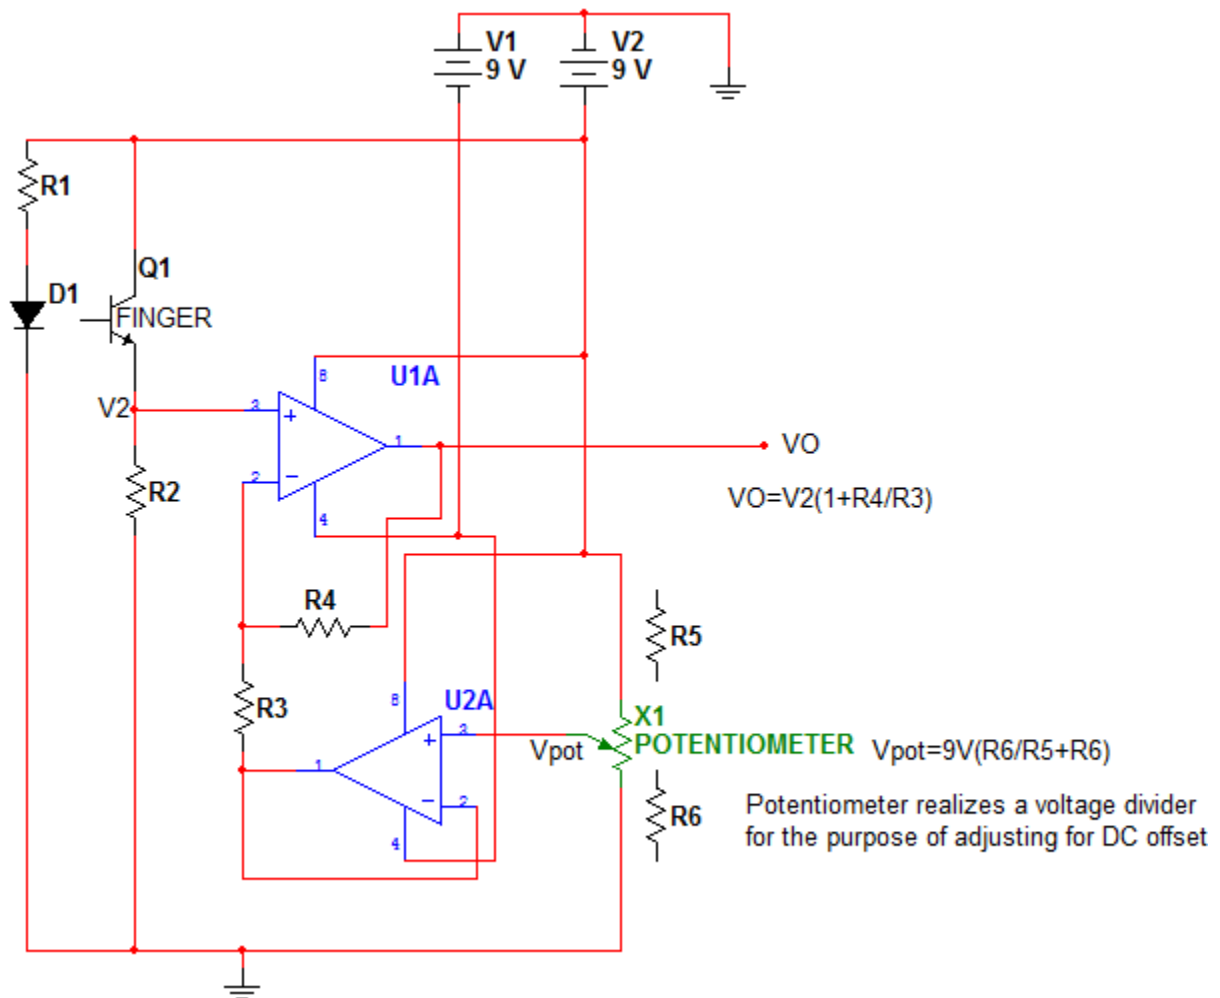 V1
9 V
V2
9 V
R1
Q1
D1
FINGER
8
U1A
V2
3
+
1
VO
2
−
R2
4
VO=V2(1+R4/R3)
R4
R5
8
U2A
R3
X1
3
+
POTENTIOMETER
Vpot
Vpot=9V(R6/R5+R6)
1
2
−
R6
4
Potentiometer realizes a voltage divider
for the purpose of adjusting for DC offset